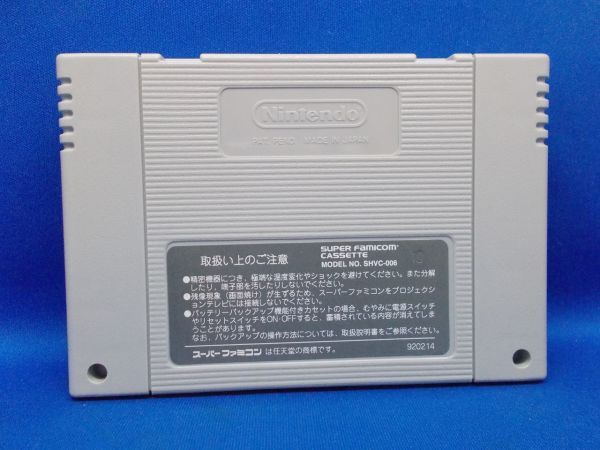 Nintendo
PAT. PEND. MADE IN JAPAN
取扱い上のご注意
SUPER FAMICOM
CASSETTE
MODEL NO. SHVC-006
●精密機器につき、極端な温度変化やショックを避けてください。また分解
したり、端子部を汚したりしないでください。
●残像現象（画面焼け）が生ずるため、スーパーファミコンをプロジェクシ
ョンテレビには接続しないでください。
●バッテリーバックアップ機能付きカセットの場合、むやみに電源スイッチ
やリセットスイッチをON・OFFすると、蓄積されている内容が消えてしま
うことがあります。
なお、バックアップの操作方法については、取扱説明書をご参照ください。
スーパーファミコン は任天堂の商標です。
920214